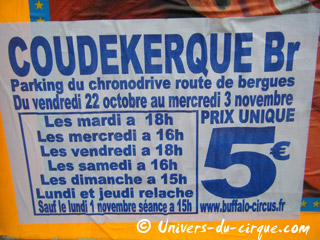 COUDEKERQUE Br
Parking du chronodrive route de bergues
Du vendredi 22 octobre au mercredi 3 novembre
Les mardi a 18h
Les mercredi a 16h
Les vendredi a 18h
Les samedi a 16h
Les dimanche a 15h
Lundi et jeudi relache
Sauf le lundi 1 novembre séance a 15h
PRIX UNIQUE
5€
www.buffalo-circus.fr
© Univers-du-cirque.com